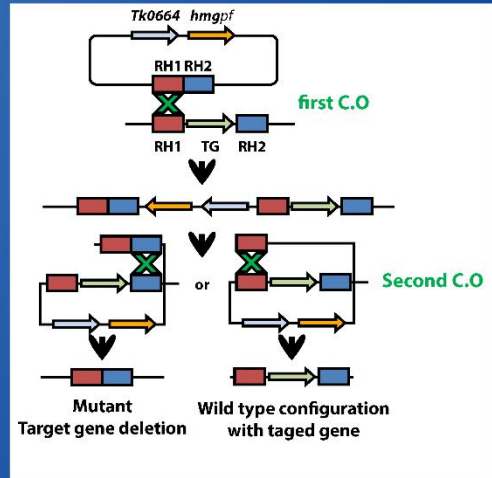 Tk0664 hmgpf
RH1 RH2
first C.O
RH1 TG RH2
or
Second C.O
Mutant
Target gene deletion
Wild type configuration
with taged gene